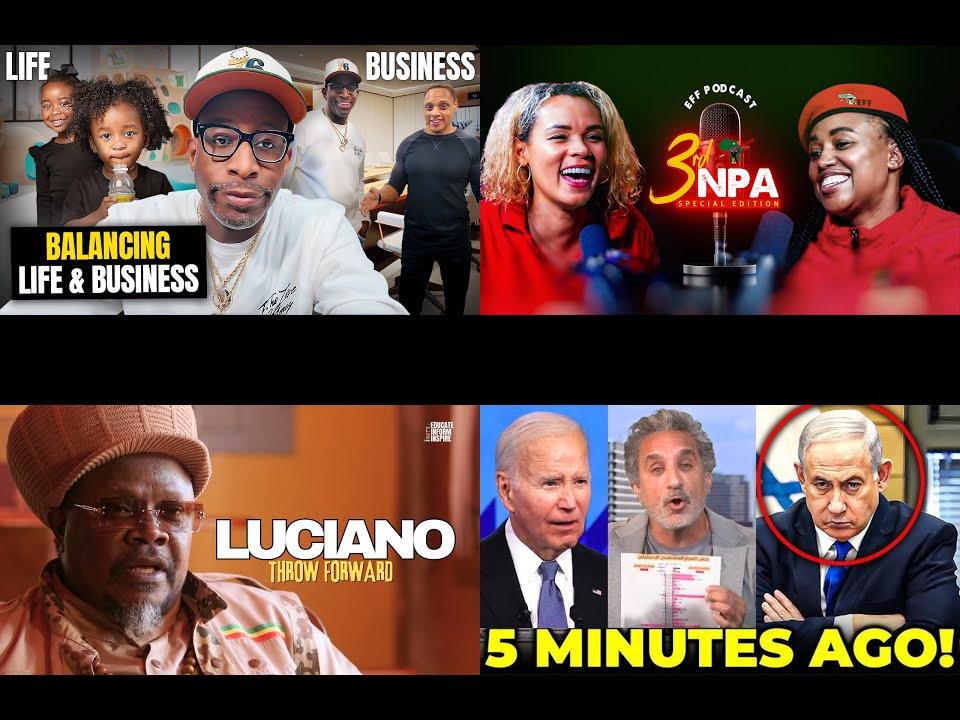 LIFE
BUSINESS
BALANCING
LIFE & BUSINESS
EFF PODCAST
3rd
NPA
SPECIAL EDITION
EFF
EDUCATE
INFORM
INSPIRE
LUCIANO
THROW FORWARD
5 MINUTES AGO!